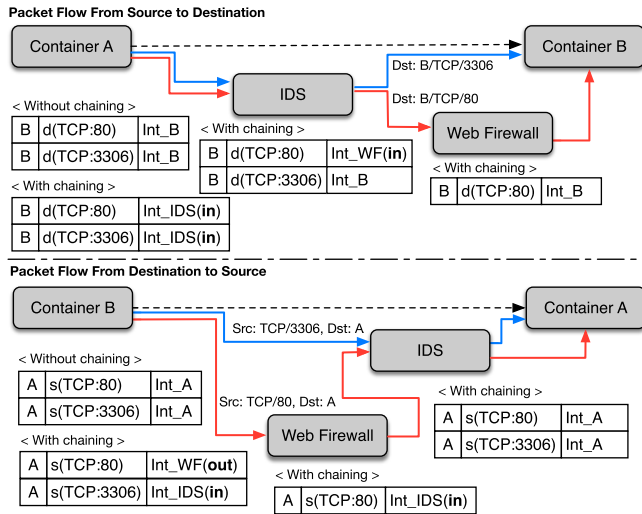 Packet Flow From Source to Destination
Container A
Container B
Dst: B/TCP/3306
IDS
Dst: B/TCP/80
Web Firewall
< Without chaining >
B d(TCP:80) Int_B
B d(TCP:3306) Int_B
< With chaining >
B d(TCP:80) Int_WF(in)
B d(TCP:3306) Int_B
< With chaining >
B d(TCP:80) Int_B
< With chaining >
B d(TCP:80) Int_IDS(in)
B d(TCP:3306) Int_IDS(in)
Packet Flow From Destination to Source
Container B
Container A
Src: TCP/3306, Dst: A
IDS
< Without chaining >
A s(TCP:80) Int_A
A s(TCP:3306) Int_A
Src: TCP/80, Dst: A
Web Firewall
< With chaining >
A s(TCP:80) Int_A
A s(TCP:3306) Int_A
< With chaining >
A s(TCP:80) Int_WF(out)
A s(TCP:3306) Int_IDS(in)
< With chaining >
A s(TCP:80) Int_IDS(in)